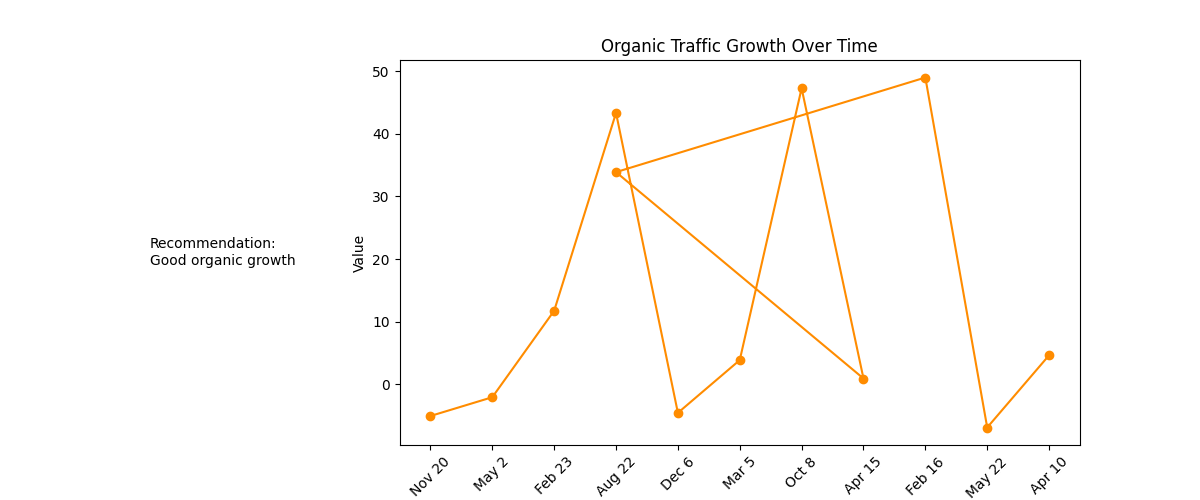 Organic Traffic Growth Over Time
Recommendation:
Good organic growth
Value
50
40
30
20
10
0
Nov 20
May 2
Feb 23
Aug 22
Dec 6
Mar 5
Oct 8
Apr 15
Feb 16
May 22
Apr 10